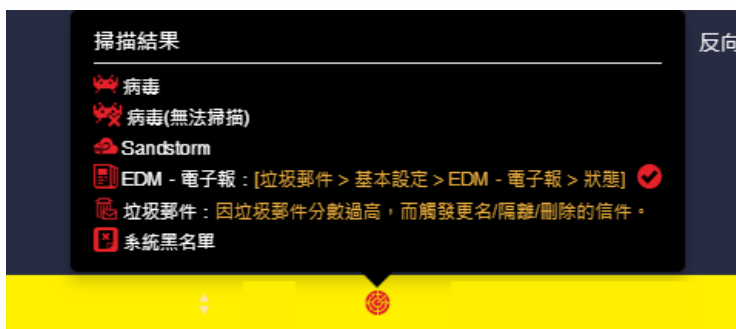 掃描結果
反向
病毒
病毒(無法掃描)
Sandstorm
EDM - 電子報：[垃圾郵件 > 基本設定 > EDM - 電子報 > 狀態]
垃圾郵件：因垃圾郵件分數過高，而觸發更名/隔離/刪除的信件。
系統黑名單